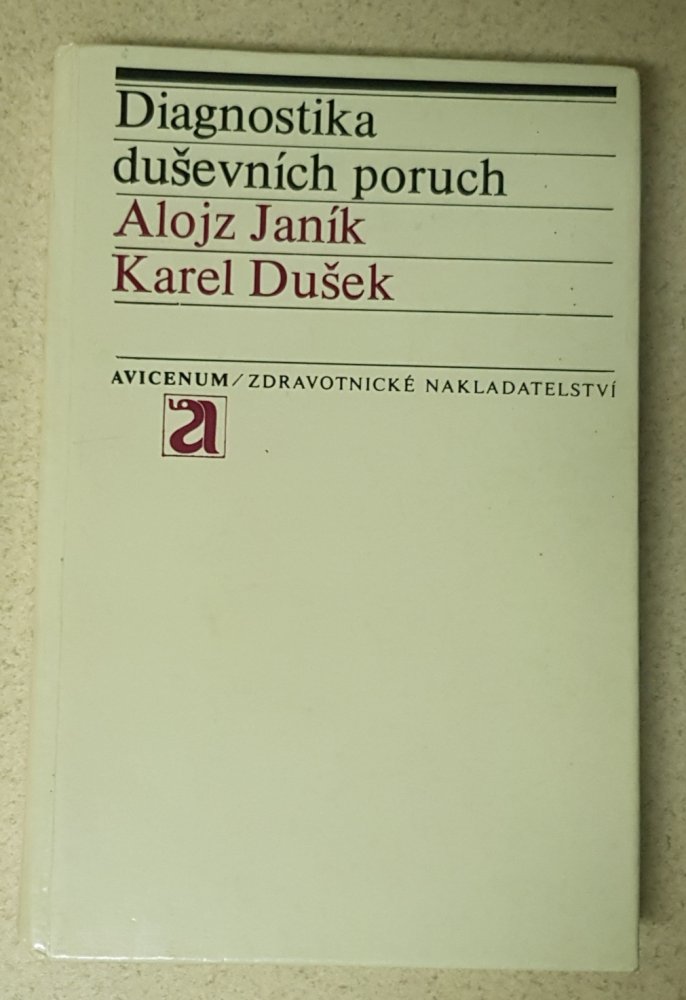 Diagnostika
duševních poruch
Alojz Janík
Karel Dušek
AVICENUM/ZDRAVOTNICKÉ NAKLADATELSTVÍ
a